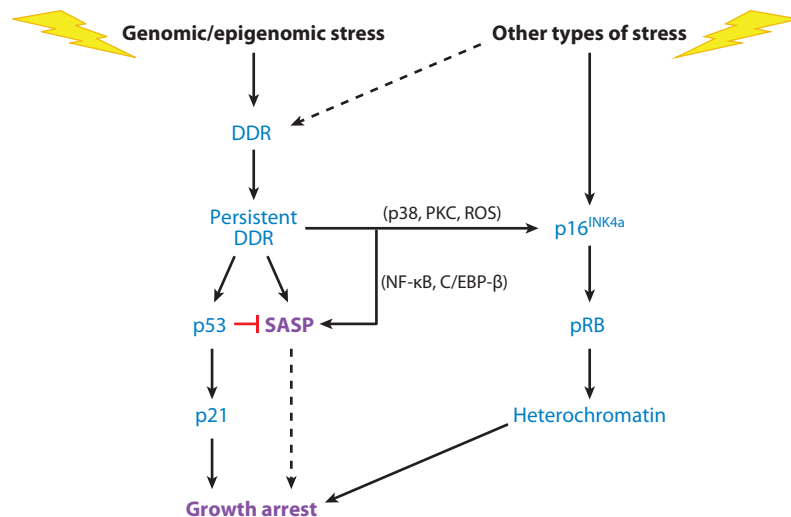 Genomic/epigenomic stress
Other types of stress
DDR
Persistent
DDR
(p38, PKC, ROS)
p16INK4a
(NF-κB, C/EBP-β)
p53
SASP
pRB
p21
Heterochromatin
Growth arrest